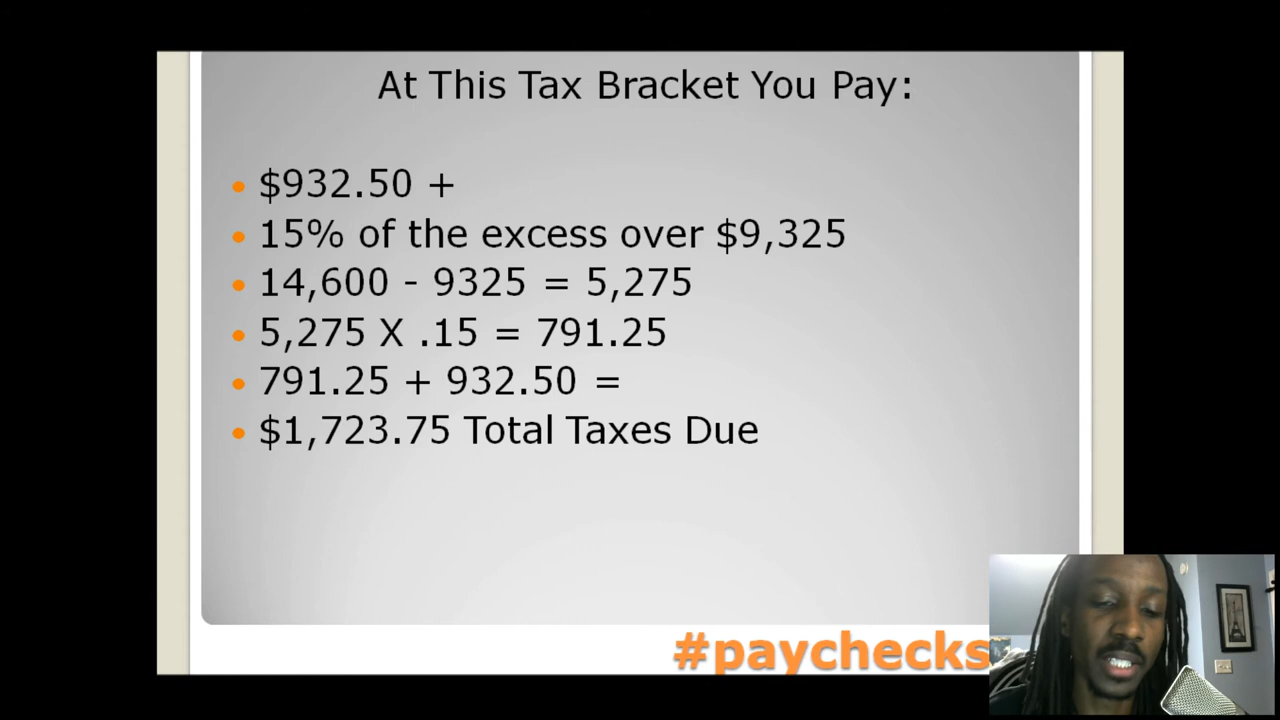 At This Tax Bracket You Pay:
$932.50 +
15% of the excess over $9,325
14,600 - 9325 = 5,275
5,275 X .15 = 791.25
791.25 + 932.50 =
$1,723.75 Total Taxes Due
#paychecks